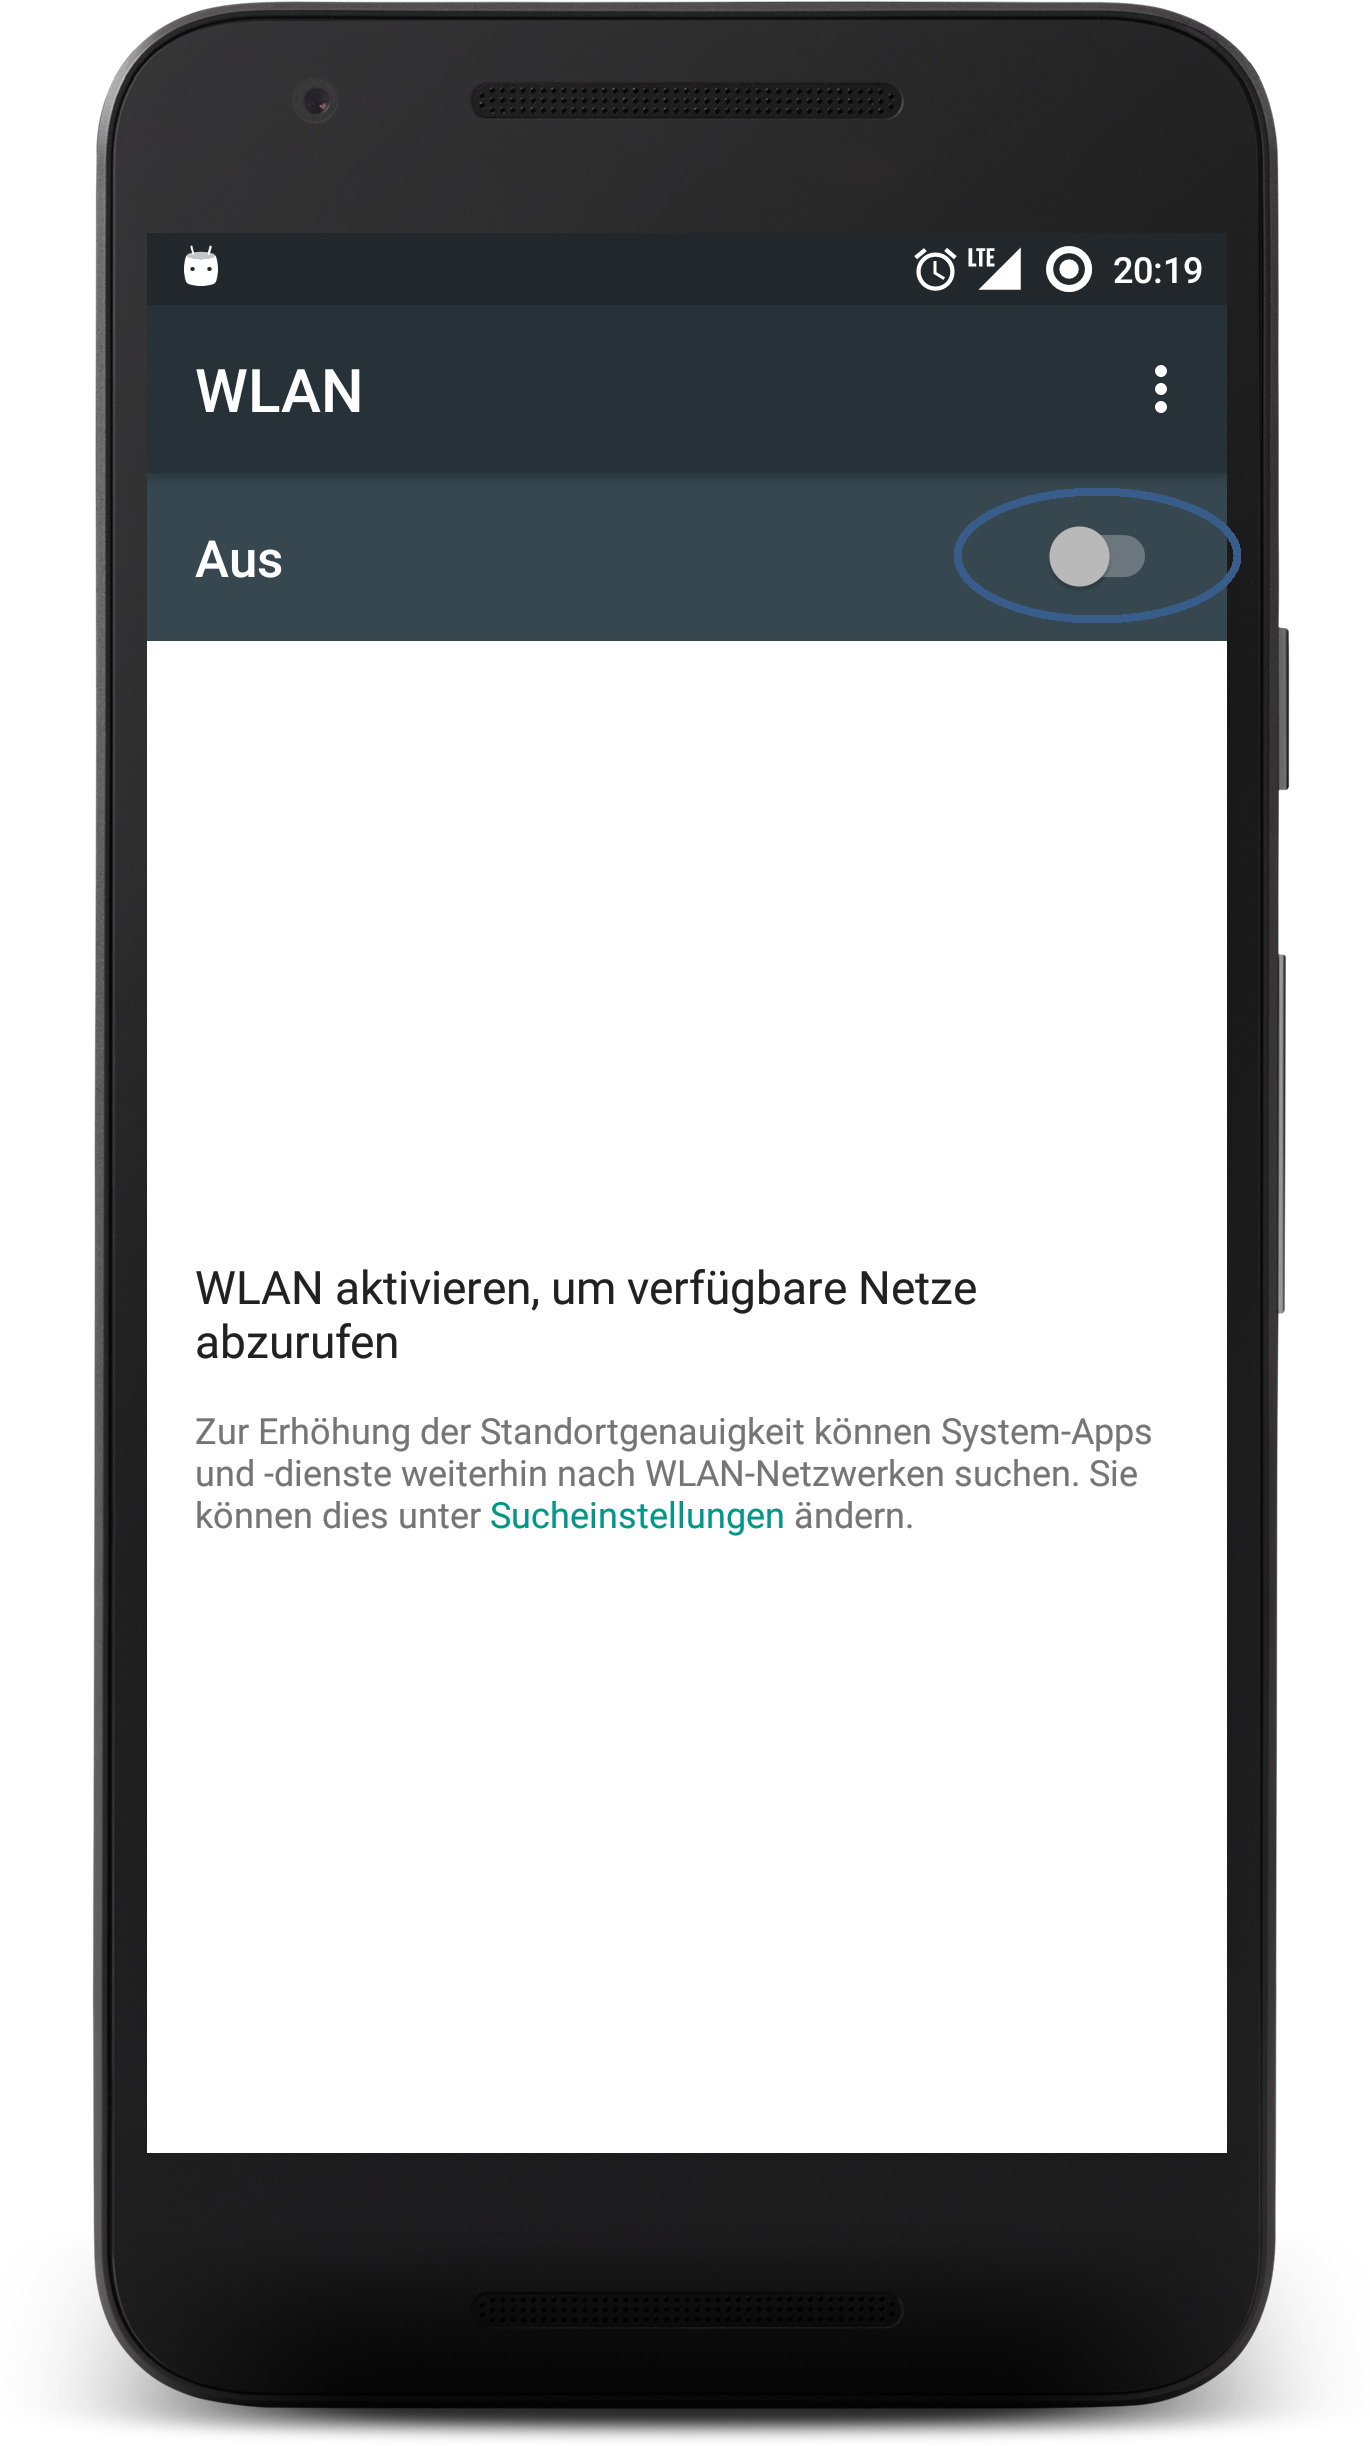 LTE 20:19
WLAN
Aus
WLAN aktivieren, um verfügbare Netze
abzurufen
Zur Erhöhung der Standortgenauigkeit können System-Apps
und -dienste weiterhin nach WLAN-Netzwerken suchen. Sie
können dies unter Sucheinstellungen ändern.